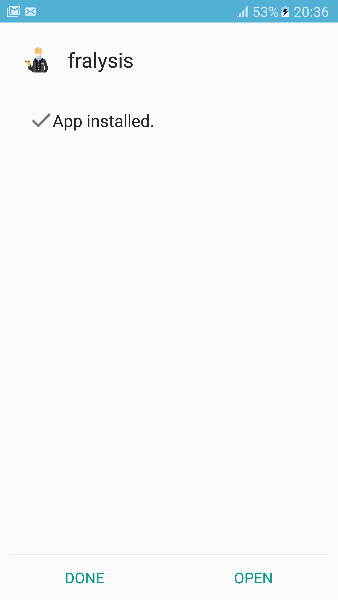 53% 20:36
fralysis
App installed.
DONE OPEN